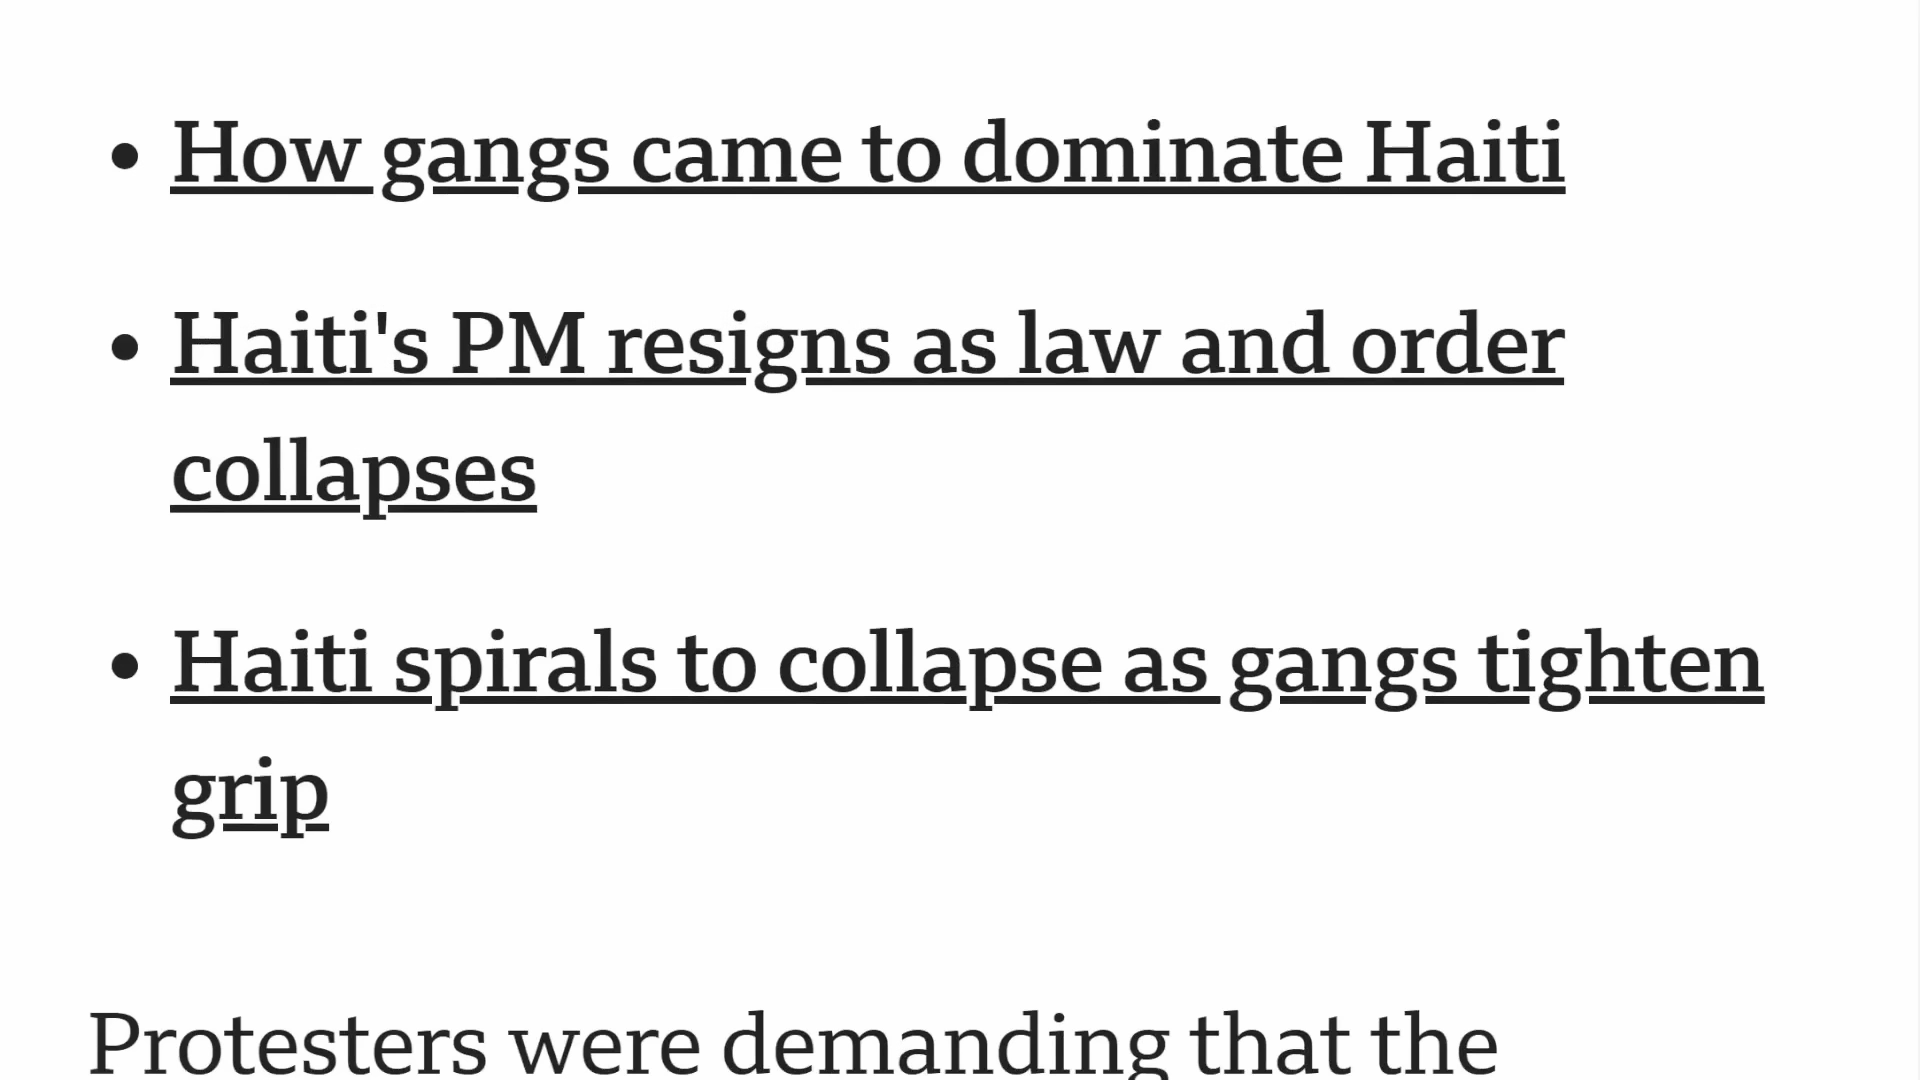 How gangs came to dominate Haiti
Haiti's PM resigns as law and order
collapses
Haiti spirals to collapse as gangs tighten
grip
Protesters were demanding that the